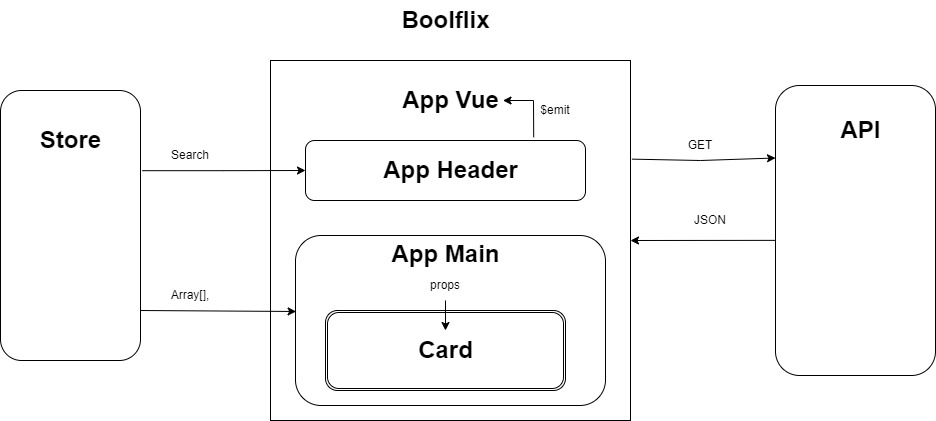 Boolflix
App Vue
$emit
Store
API
Search
GET
App Header
JSON
App Main
props
Array[],
Card